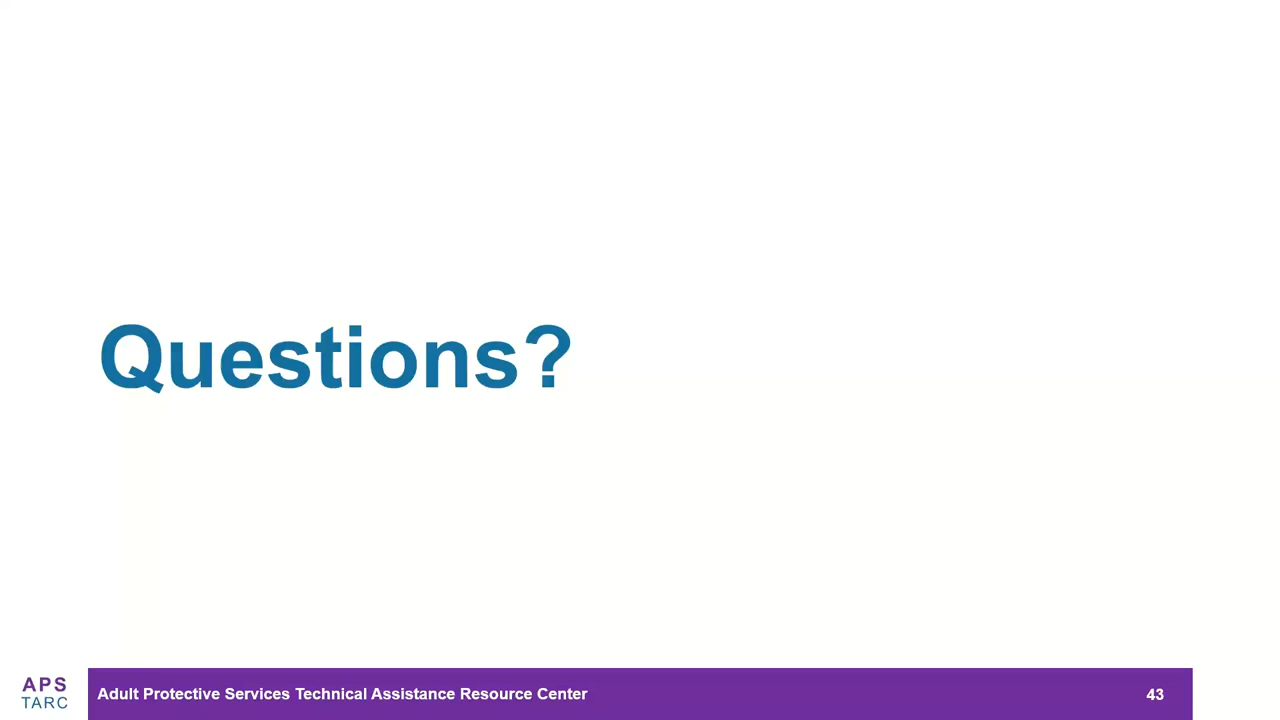 Questions?
APS
TARC
Adult Protective Services Technical Assistance Resource Center
43